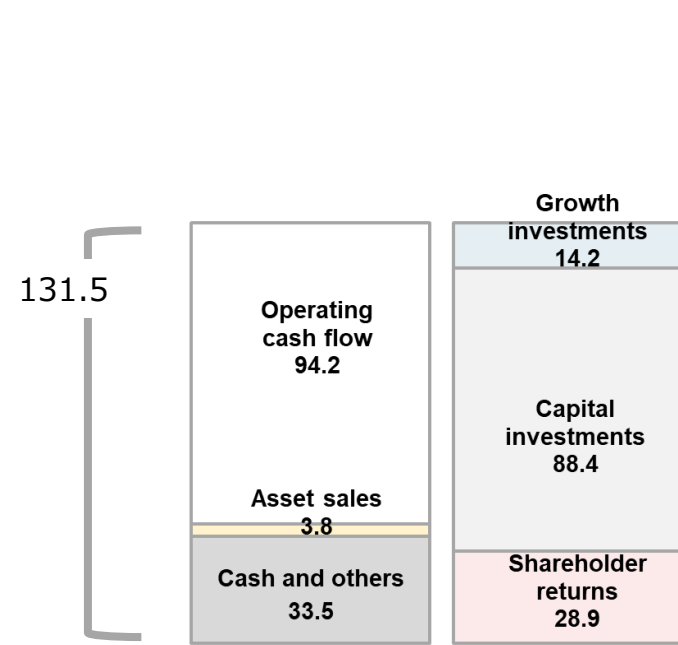 131.5
Operating
cash flow
94.2
Asset sales
3.8
Cash and others
33.5
Growth
investments
14.2
Capital
investments
88.4
Shareholder
returns
28.9